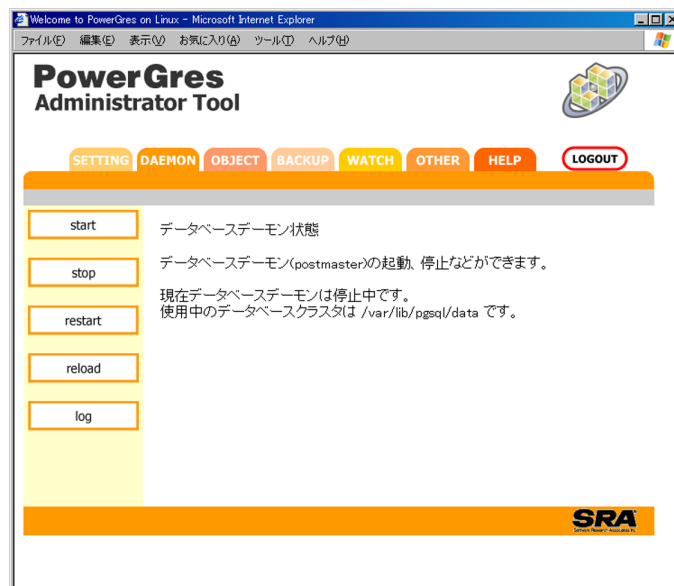 Welcome to PowerGres on Linux - Microsoft Internet Explorer
ファイル(F) 編集(E) 表示(V) お気に入り(A) ツール(T) ヘルプ(H)
PowerGres
Administrator Tool
SETTING DAEMON OBJECT BACKUP WATCH OTHER HELP LOGOUT
start
stop
restart
reload
log
データベースデーモン状態
データベースデーモン(postmaster)の起動、停止などができます。
現在データベースデーモンは停止中です。
使用中のデータベースクラスタは /var/lib/pgsql/data です。
SRA
Software Research Associates, Inc.